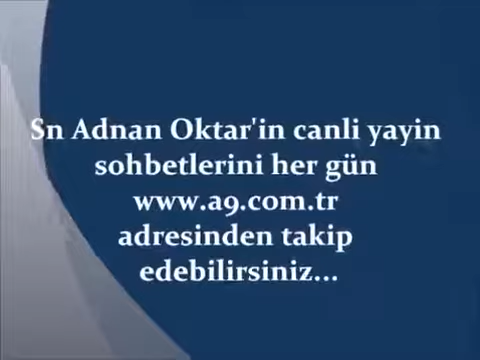 Sn Adnan Oktar'in canli yayin
sohbetlerini her gün
www.a9.com.tr
adresinden takip
edebilirsiniz...